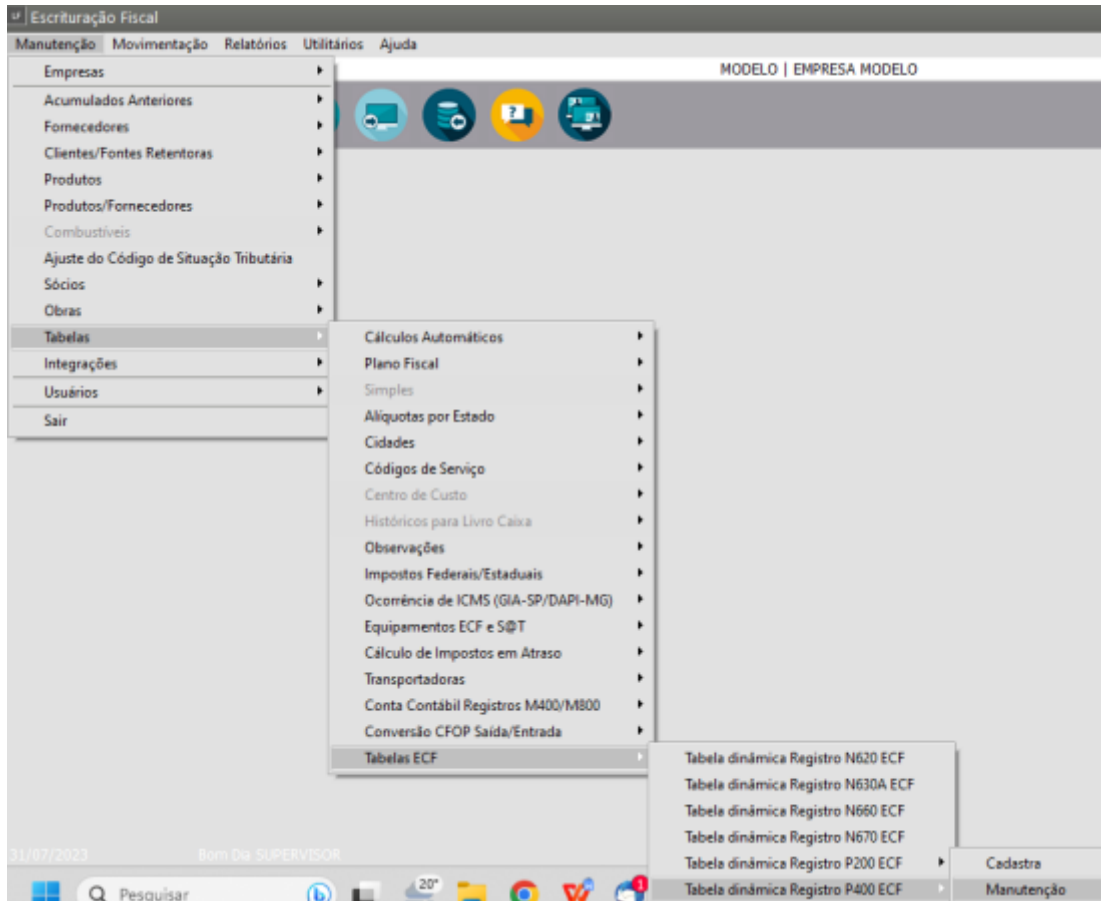 LF Escrituração Fiscal
Manutenção Movimentação Relatórios Utilitários Ajuda
MODELO | EMPRESA MODELO
Empresas
Acumulados Anteriores
Fornecedores
Clientes/Fontes Retentoras
Produtos
Produtos/Fornecedores
Combustíveis
Ajuste do Código de Situação Tributária
Sócios
Obras
Tabelas
Integrações
Usuários
Sair
Cálculos Automáticos
Plano Fiscal
Simples
Alíquotas por Estado
Cidades
Códigos de Serviço
Centro de Custo
Históricos para Livro Caixa
Observações
Impostos Federais/Estaduais
Ocorrência de ICMS (GIA-SP/DAPI-MG)
Equipamentos ECF e S@T
Cálculo de Impostos em Atraso
Transportadoras
Conta Contábil Registros M400/M800
Conversão CFOP Saída/Entrada
Tabelas ECF
Tabela dinâmica Registro N620 ECF
Tabela dinâmica Registro N630A ECF
Tabela dinâmica Registro N660 ECF
Tabela dinâmica Registro N670 ECF
Tabela dinâmica Registro P200 ECF
Tabela dinâmica Registro P400 ECF
Cadastra
Manutenção
31/07/2023 Bom Dia SUPERVISOR
Pesquisar
20°
1